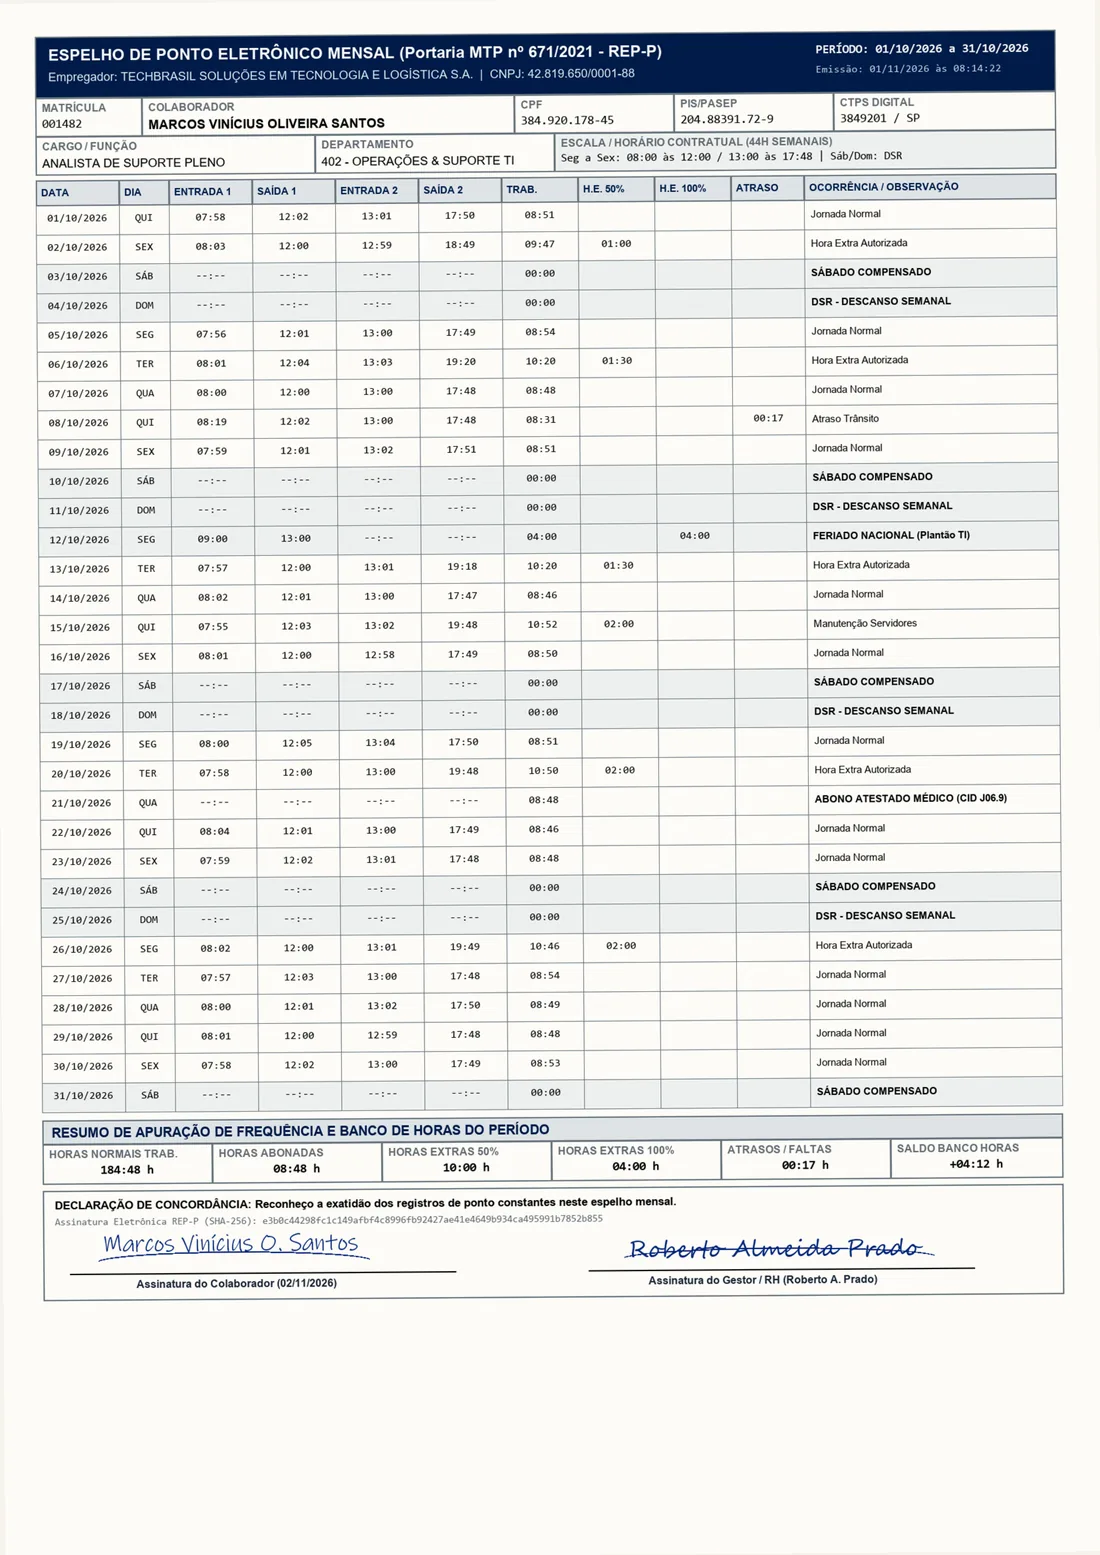 ESPELHO DE PONTO ELETRÔNICO MENSAL (Portaria MTP nº 671/2021 - REP-P) PERÍODO: 01/10/2026 a 31/10/2026
Empregador: TECHBRASIL SOLUÇÕES EM TECNOLOGIA E LOGÍSTICA S.A. | CNPJ: 42.819.650/0001-88 Emissão: 01/11/2026 às 08:14:22
MATRÍCULA COLABORADOR CPF PIS/PASEP CTPS DIGITAL
001482 MARCOS VINÍCIUS OLIVEIRA SANTOS 384.920.178-45 204.88391.72-9 3849201 / SP
CARGO / FUNÇÃO DEPARTAMENTO ESCALA / HORÁRIO CONTRATUAL (44H SEMANAIS)
ANALISTA DE SUPORTE PLENO 402 - OPERAÇÕES & SUPORTE TI Seg a Sex: 08:00 às 12:00 / 13:00 às 17:48 | Sáb/Dom: DSR
DATA DIA ENTRADA 1 SAÍDA 1 ENTRADA 2 SAÍDA 2 TRAB. H.E. 50% H.E. 100% ATRASO OCORRÊNCIA / OBSERVAÇÃO
01/10/2026 QUI 07:58 12:02 13:01 17:50 08:51 Jornada Normal
02/10/2026 SEX 08:03 12:00 12:59 18:49 09:47 01:00 Hora Extra Autorizada
03/10/2026 SÁB --:-- --:-- --:-- --:-- 00:00 SÁBADO COMPENSADO
04/10/2026 DOM --:-- --:-- --:-- --:-- 00:00 DSR - DESCANSO SEMANAL
05/10/2026 SEG 07:56 12:01 13:00 17:49 08:54 Jornada Normal
06/10/2026 TER 08:01 12:04 13:03 19:20 10:20 01:30 Hora Extra Autorizada
07/10/2026 QUA 08:00 12:00 13:00 17:48 08:48 Jornada Normal
08/10/2026 QUI 08:19 12:02 13:00 17:48 08:31 00:17 Atraso Trânsito
09/10/2026 SEX 07:59 12:01 13:02 17:51 08:51 Jornada Normal
10/10/2026 SÁB --:-- --:-- --:-- --:-- 00:00 SÁBADO COMPENSADO
11/10/2026 DOM --:-- --:-- --:-- --:-- 00:00 DSR - DESCANSO SEMANAL
12/10/2026 SEG 09:00 13:00 --:-- --:-- 04:00 04:00 FERIADO NACIONAL (Plantão TI)
13/10/2026 TER 07:57 12:00 13:01 19:18 10:20 01:30 Hora Extra Autorizada
14/10/2026 QUA 08:02 12:01 13:00 17:47 08:46 Jornada Normal
15/10/2026 QUI 07:55 12:03 13:02 19:48 10:52 02:00 Manutenção Servidores
16/10/2026 SEX 08:01 12:00 12:58 17:49 08:50 Jornada Normal
17/10/2026 SÁB --:-- --:-- --:-- --:-- 00:00 SÁBADO COMPENSADO
18/10/2026 DOM --:-- --:-- --:-- --:-- 00:00 DSR - DESCANSO SEMANAL
19/10/2026 SEG 08:00 12:05 13:04 17:50 08:51 Jornada Normal
20/10/2026 TER 07:58 12:00 13:00 19:48 10:50 02:00 Hora Extra Autorizada
21/10/2026 QUA --:-- --:-- --:-- --:-- 08:48 ABONO ATESTADO MÉDICO (CID J06.9)
22/10/2026 QUI 08:04 12:01 13:00 17:49 08:46 Jornada Normal
23/10/2026 SEX 07:59 12:02 13:01 17:48 08:48 Jornada Normal
24/10/2026 SÁB --:-- --:-- --:-- --:-- 00:00 SÁBADO COMPENSADO
25/10/2026 DOM --:-- --:-- --:-- --:-- 00:00 DSR - DESCANSO SEMANAL
26/10/2026 SEG 08:02 12:00 13:01 19:49 10:46 02:00 Hora Extra Autorizada
27/10/2026 TER 07:57 12:03 13:00 17:48 08:54 Jornada Normal
28/10/2026 QUA 08:00 12:01 13:02 17:50 08:49 Jornada Normal
29/10/2026 QUI 08:01 12:00 12:59 17:48 08:48 Jornada Normal
30/10/2026 SEX 07:58 12:02 13:00 17:49 08:53 Jornada Normal
31/10/2026 SÁB --:-- --:-- --:-- --:-- 00:00 SÁBADO COMPENSADO
RESUMO DE APURAÇÃO DE FREQUÊNCIA E BANCO DE HORAS DO PERÍODO
HORAS NORMAIS TRAB. HORAS ABONADAS HORAS EXTRAS 50% HORAS EXTRAS 100% ATRASOS / FALTAS SALDO BANCO HORAS
184:48 h 08:48 h 10:00 h 04:00 h 00:17 h +04:12 h
DECLARAÇÃO DE CONCORDÂNCIA: Reconheço a exatidão dos registros de ponto constantes neste espelho mensal.
Assinatura Eletrônica REP-P (SHA-256): e3b0c44298fc1c149afbf4c8996fb92427ae41e4649b934ca495991b7852b855
Marcos Vinícius O. Santos Roberto Almeida Prado
Assinatura do Colaborador (02/11/2026) Assinatura do Gestor / RH (Roberto A. Prado)